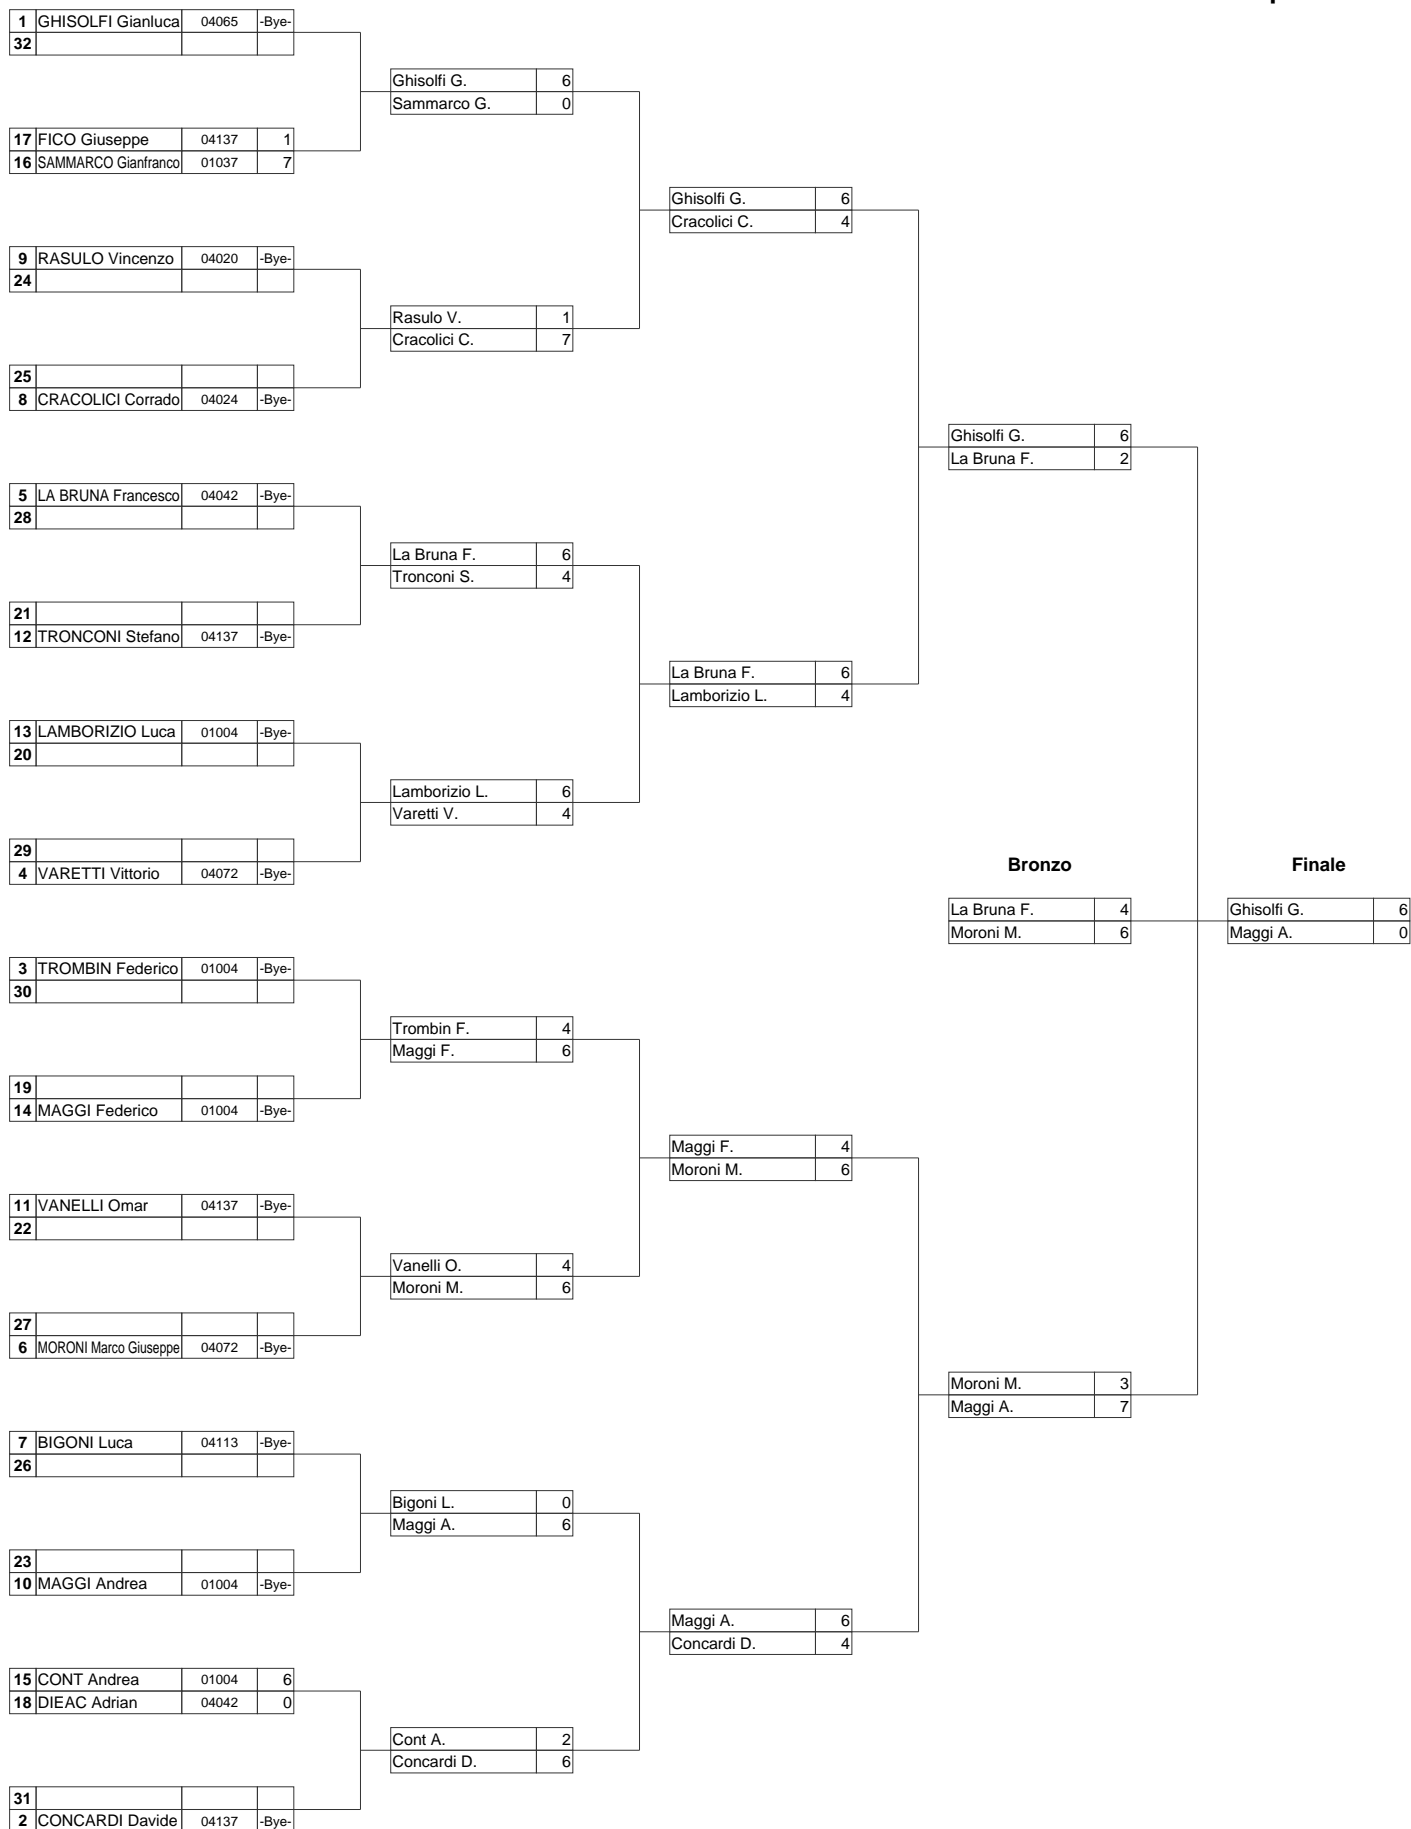 1 GHISOLFI Gianluca 04065 -Bye-
32
Ghisolfi G. 6
Sammarco G. 0
17 FICO Giuseppe 04137 1
16 SAMMARCO Gianfranco 01037 7
Ghisolfi G. 6
Cracolici C. 4
9 RASULO Vincenzo 04020 -Bye-
24
Rasulo V. 1
Cracolici C. 7
25
8 CRACOLICI Corrado 04024 -Bye-
Ghisolfi G. 6
La Bruna F. 2
5 LA BRUNA Francesco 04042 -Bye-
28
La Bruna F. 6
Tronconi S. 4
21
12 TRONCONI Stefano 04137 -Bye-
La Bruna F. 6
Lamborizio L. 4
13 LAMBORIZIO Luca 01004 -Bye-
20
Lamborizio L. 6
Varetti V. 4
29
4 VARETTI Vittorio 04072 -Bye-
Bronzo Finale
La Bruna F. 4 Ghisolfi G. 6
Moroni M. 6 Maggi A. 0
3 TROMBIN Federico 01004 -Bye-
30
Trombin F. 4
Maggi F. 6
19
14 MAGGI Federico 01004 -Bye-
Maggi F. 4
Moroni M. 6
11 VANELLI Omar 04137 -Bye-
22
Vanelli O. 4
Moroni M. 6
27
6 MORONI Marco Giuseppe 04072 -Bye-
Moroni M. 3
Maggi A. 7
7 BIGONI Luca 04113 -Bye-
26
Bigoni L. 0
Maggi A. 6
23
10 MAGGI Andrea 01004 -Bye-
Maggi A. 6
Concardi D. 4
15 CONT Andrea 01004 6
18 DIEAC Adrian 04042 0
Cont A. 2
Concardi D. 6
31
2 CONCARDI Davide 04137 -Bye-